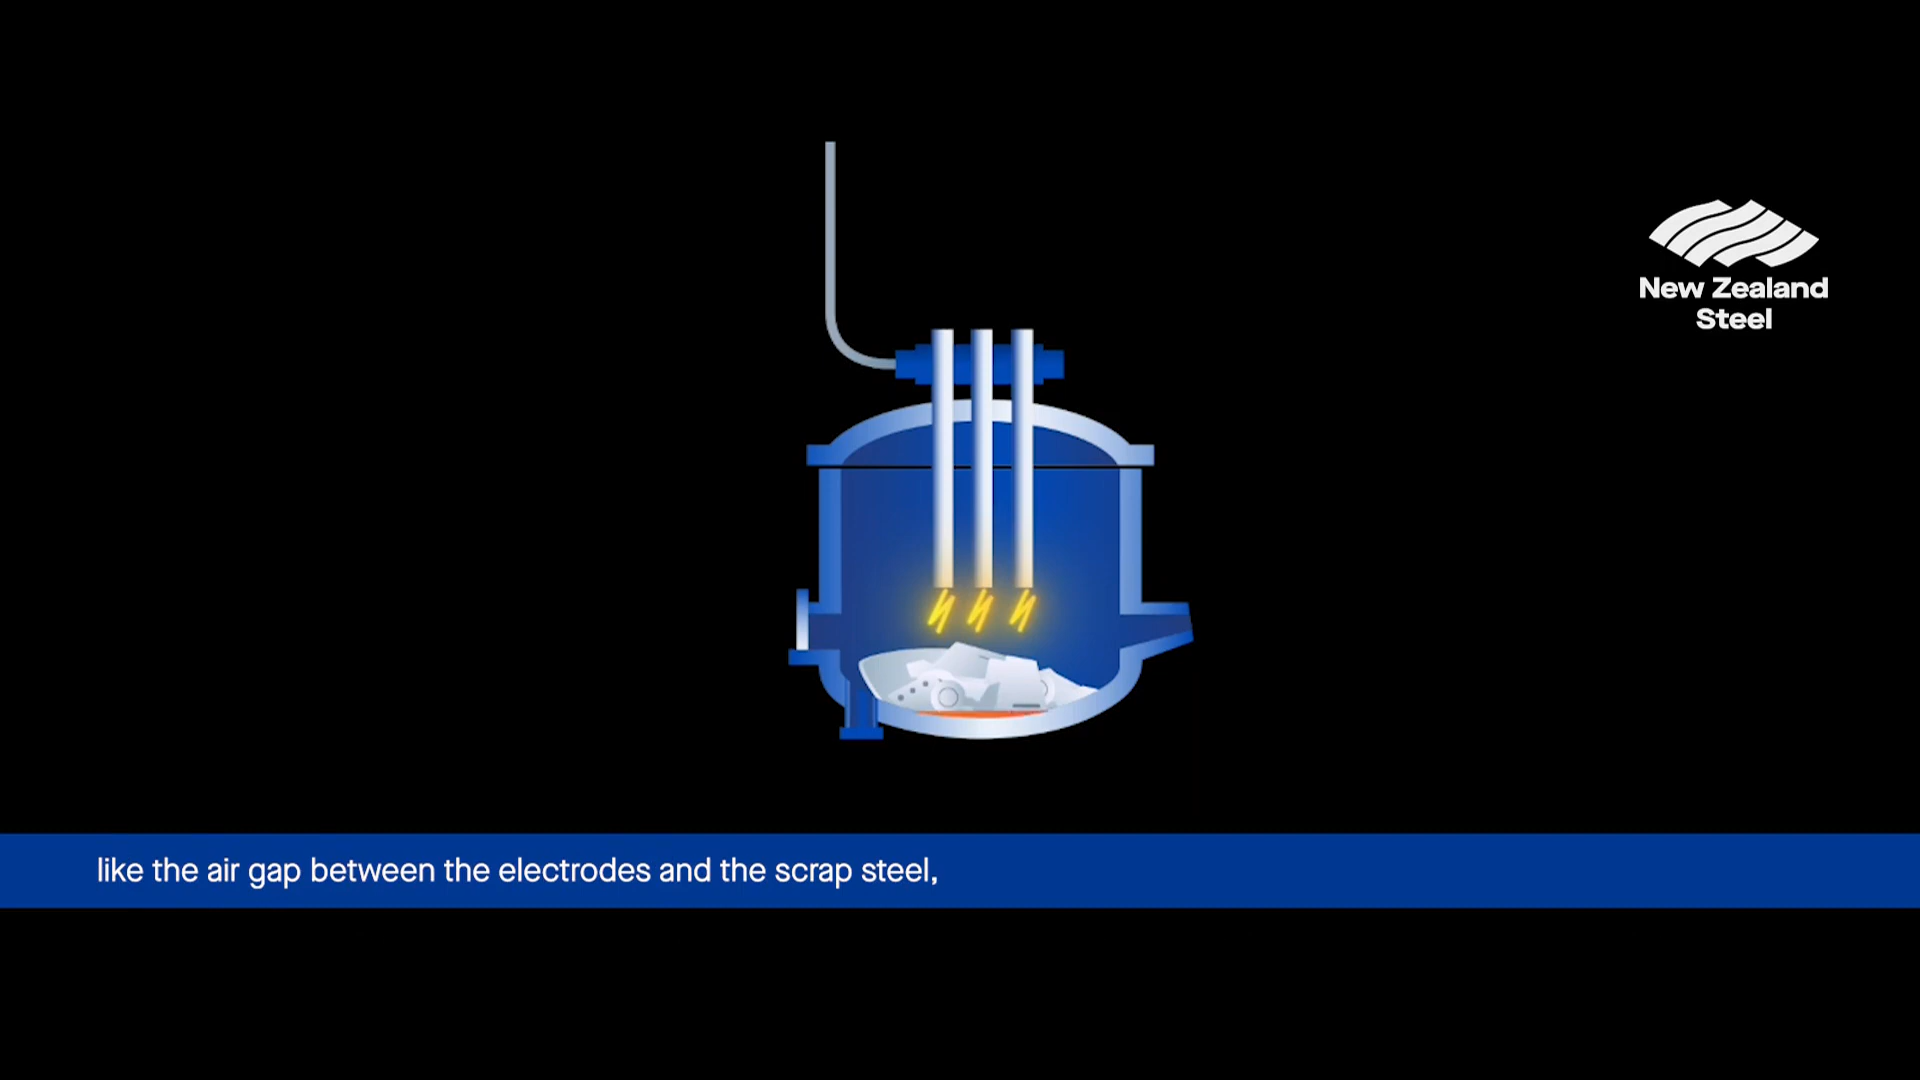 New Zealand
Steel
like the air gap between the electrodes and the scrap steel,